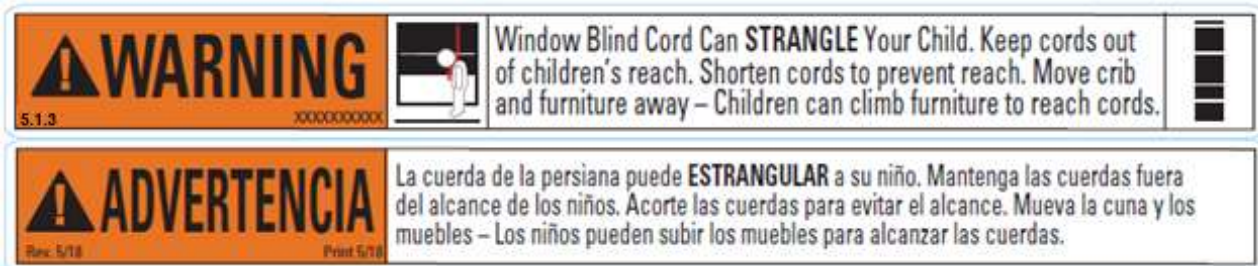 WARNING
5.1.3
XXXXXXXXXX
Window Blind Cord Can STRANGLE Your Child. Keep cords out
of children's reach. Shorten cords to prevent reach. Move crib
and furniture away – Children can climb furniture to reach cords.
ADVERTENCIA
Rev. 5/18
Print 5/18
La cuerda de la persiana puede ESTRANGULAR a su niño. Mantenga las cuerdas fuera
del alcance de los niños. Acorte las cuerdas para evitar el alcance. Mueva la cuna y los
muebles – Los niños pueden subir los muebles para alcanzar las cuerdas.